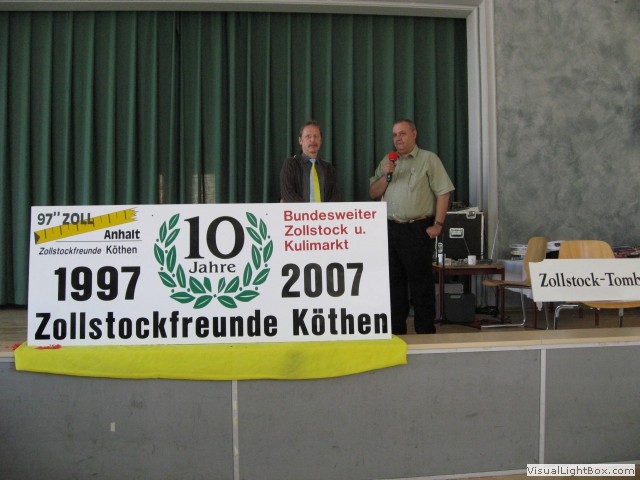 97" ZOLL
Anhalt
Zollstockfreunde Köthen
10
Jahre
Bundesweiter
Zollstock u.
Kulimarkt
1997
2007
Zollstockfreunde Köthen
Zollstock-Tomb
VisualLightBox.com